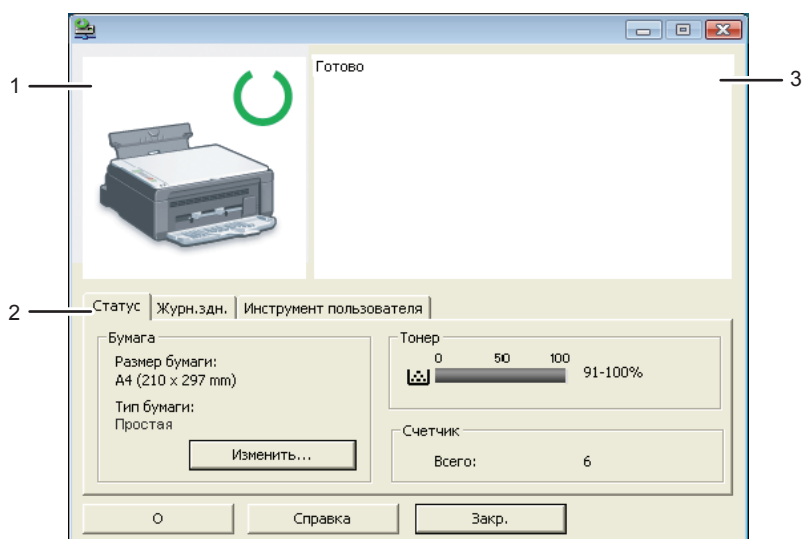 Готово
1
3
2
Статус Журн.здн. Инструмент пользователя
Бумага
Размер бумаги:
A4 (210 x 297 mm)
Тип бумаги:
Простая
Изменить...
Тонер
0 50 100
91-100%
Счетчик
Всего: 6
О Справка Закр.